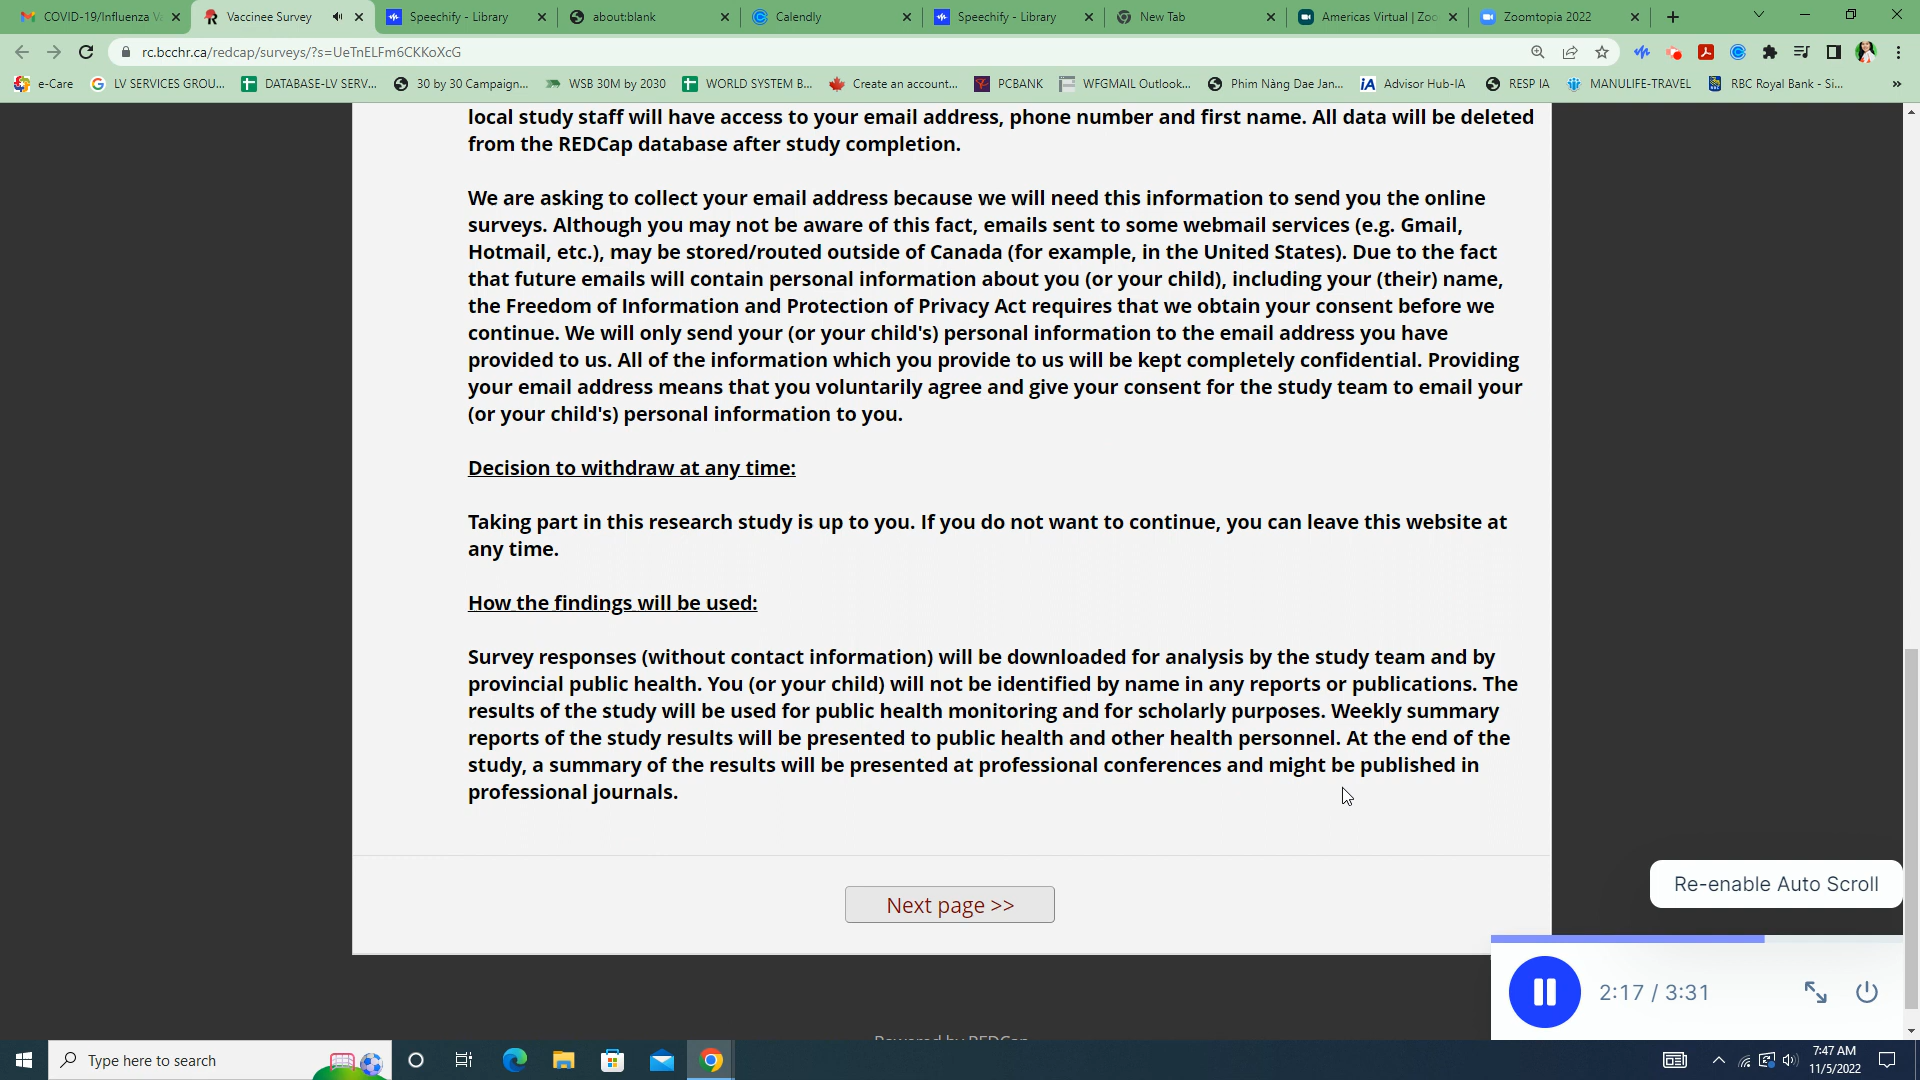 COVID-19/Influenza Va
Vaccinee Survey
Speechify - Library
about:blank
Calendly
Speechify - Library
New Tab
Americas Virtual | Zoo
Zoomtopia 2022
rc.bcchr.ca/redcap/surveys/?s=UeTnELFm6CKKoXcG
e-Care
LV SERVICES GROU...
DATABASE-LV SERV...
30 by 30 Campaign...
WSB 30M by 2030
WORLD SYSTEM B...
Create an account...
PCBANK
WFGMAIL Outlook...
Phim Nàng Dae Jan...
iA Advisor Hub-IA
RESP IA
MANULIFE-TRAVEL
RBC Royal Bank - Si...
local study staff will have access to your email address, phone number and first name. All data will be deleted
from the REDCap database after study completion.
We are asking to collect your email address because we will need this information to send you the online
surveys. Although you may not be aware of this fact, emails sent to some webmail services (e.g. Gmail,
Hotmail, etc.), may be stored/routed outside of Canada (for example, in the United States). Due to the fact
that future emails will contain personal information about you (or your child), including your (their) name,
the Freedom of Information and Protection of Privacy Act requires that we obtain your consent before we
continue. We will only send your (or your child's) personal information to the email address you have
provided to us. All of the information which you provide to us will be kept completely confidential. Providing
your email address means that you voluntarily agree and give your consent for the study team to email your
(or your child's) personal information to you.
Decision to withdraw at any time:
Taking part in this research study is up to you. If you do not want to continue, you can leave this website at
any time.
How the findings will be used:
Survey responses (without contact information) will be downloaded for analysis by the study team and by
provincial public health. You (or your child) will not be identified by name in any reports or publications. The
results of the study will be used for public health monitoring and for scholarly purposes. Weekly summary
reports of the study results will be presented to public health and other health personnel. At the end of the
study, a summary of the results will be presented at professional conferences and might be published in
professional journals.
Next page >>
Re-enable Auto Scroll
2:17 / 3:31
Powered by REDCap
Type here to search
7:47 AM
11/5/2022